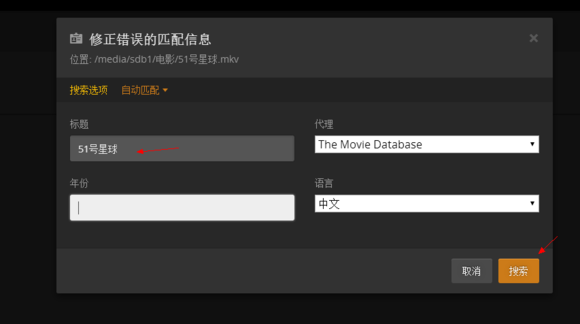 修正错误的匹配信息
位置: /media/sdb1/电影/51号星球.mkv
搜索选项 自动匹配
标题 代理
51号星球 The Movie Database
年份 语言
中文
取消 搜索